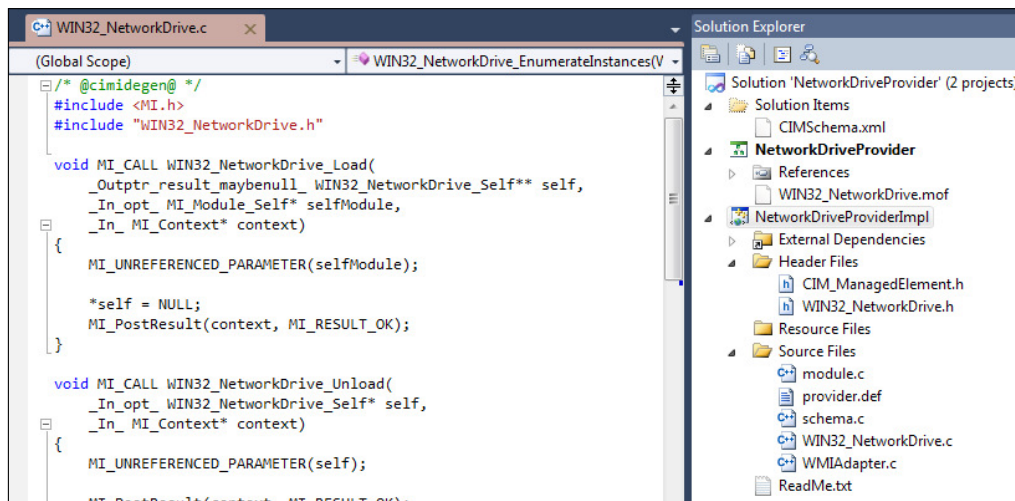 WIN32_NetworkDrive.c
(Global Scope)
WIN32_NetworkDrive_EnumerateInstances(V
/* @cimidegen@ */
#include <MI.h>
#include "WIN32_NetworkDrive.h"
void MI_CALL WIN32_NetworkDrive_Load(
_Outptr_result_maybenull_ WIN32_NetworkDrive_Self** self,
_In_opt_ MI_Module_Self* selfModule,
_In_ MI_Context* context)
{
MI_UNREFERENCED_PARAMETER(selfModule);
*self = NULL;
MI_PostResult(context, MI_RESULT_OK);
}
void MI_CALL WIN32_NetworkDrive_Unload(
_In_opt_ WIN32_NetworkDrive_Self* self,
_In_ MI_Context* context)
{
MI_UNREFERENCED_PARAMETER(self);
MI_PostResult(context, MI_RESULT_OK);
Solution Explorer
Solution 'NetworkDriveProvider' (2 projects)
Solution Items
CIMSchema.xml
NetworkDriveProvider
References
WIN32_NetworkDrive.mof
NetworkDriveProviderImpl
External Dependencies
Header Files
CIM_ManagedElement.h
WIN32_NetworkDrive.h
Resource Files
Source Files
module.c
provider.def
schema.c
WIN32_NetworkDrive.c
WMIAdapter.c
ReadMe.txt